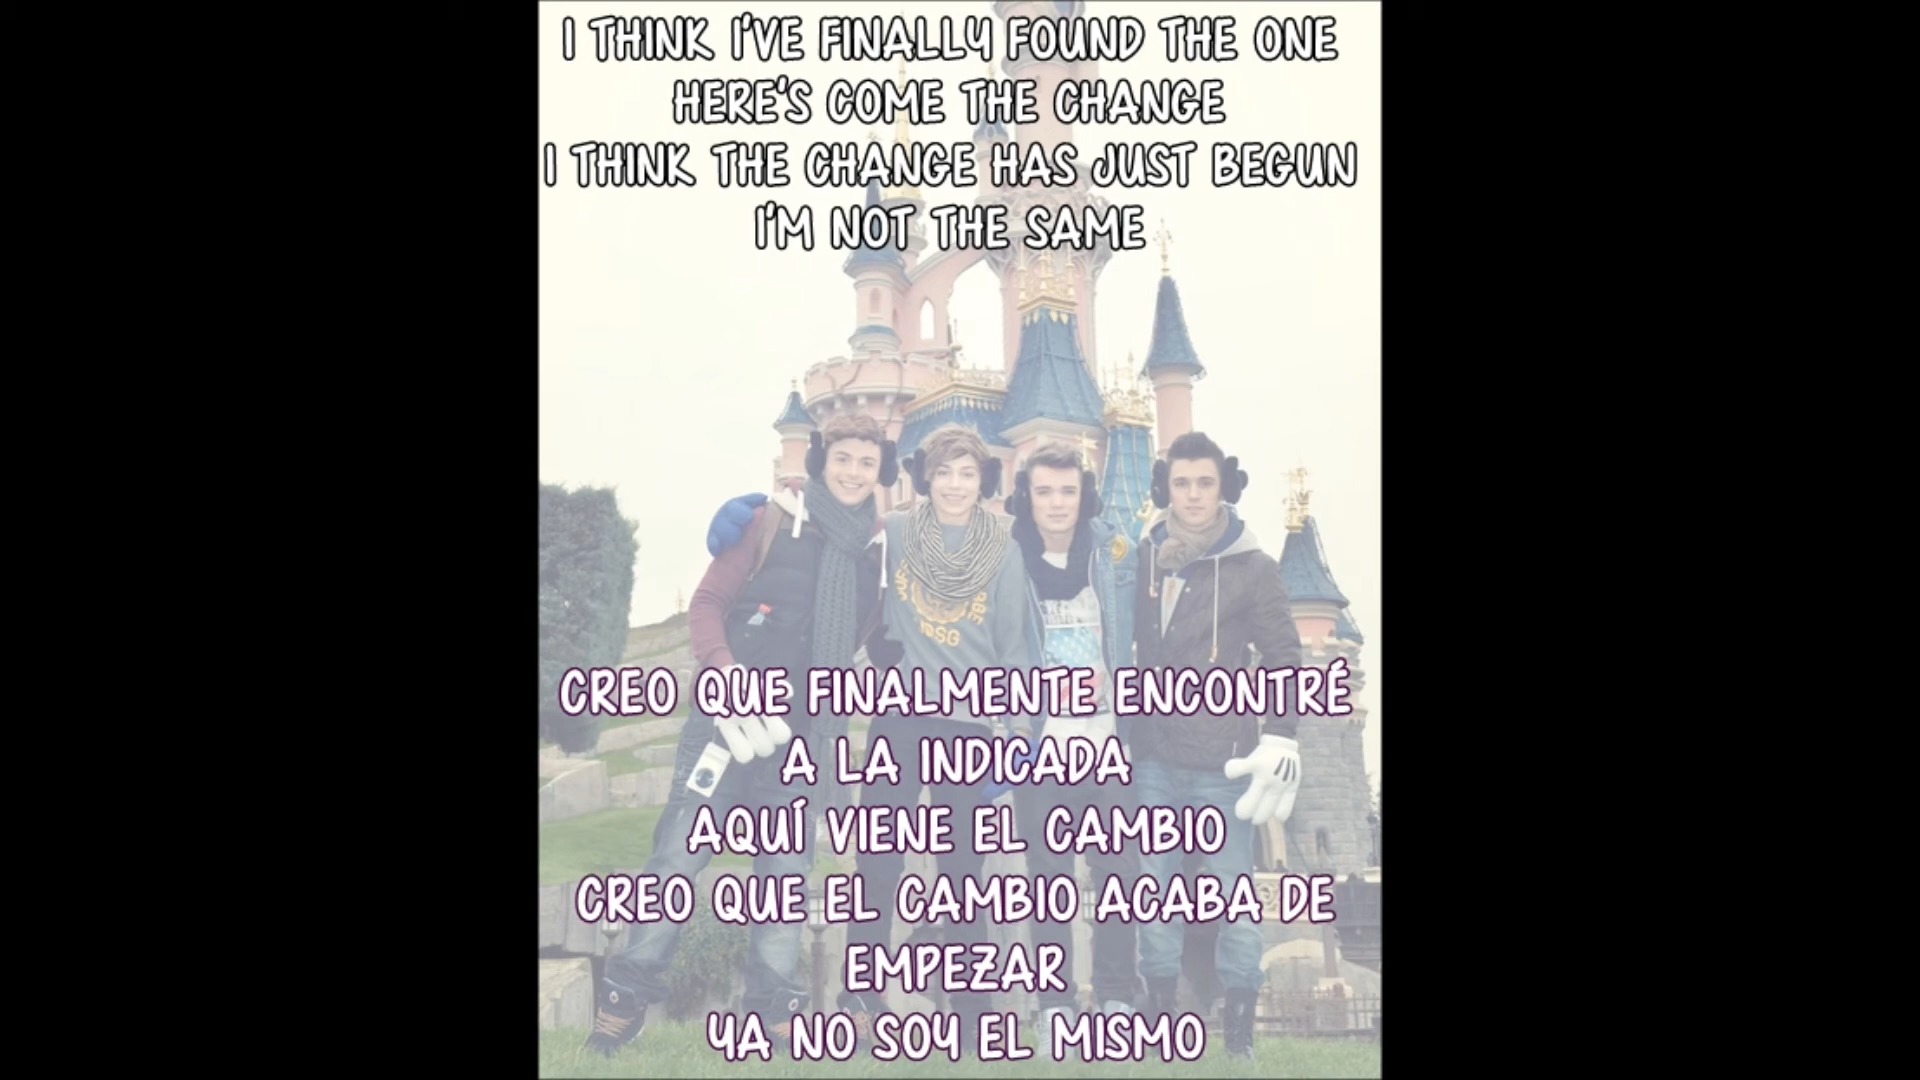 I THINK I'VE FINALLY FOUND THE ONE
HERE'S COME THE CHANGE
I THINK THE CHANGE HAS JUST BEGUN
I'M NOT THE SAME
IDSG
CREO QUE FINALMENTE ENCONTRÉ
A LA INDICADA
AQUÍ VIENE EL CAMBIO
CREO QUE EL CAMBIO ACABA DE
EMPEZAR
YA NO SOY EL MISMO